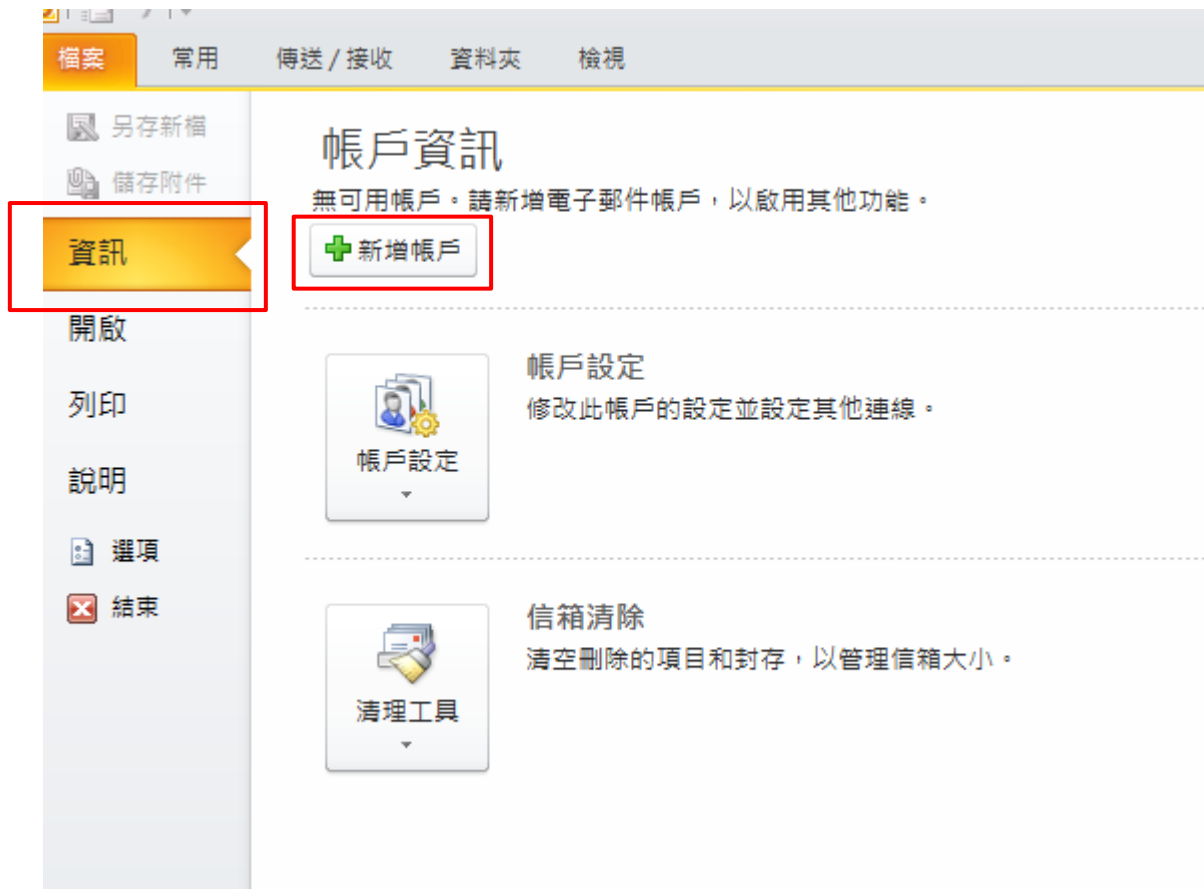 檔案 常用 傳送 / 接收 資料夾 檢視
另存新檔
儲存附件
資訊
開啟
列印
說明
選項
結束
帳戶資訊
無可用帳戶。請新增電子郵件帳戶，以啟用其他功能。
新增帳戶
帳戶設定
帳戶設定
修改此帳戶的設定並設定其他連線。
清理工具
信箱清除
清空刪除的項目和封存，以管理信箱大小。